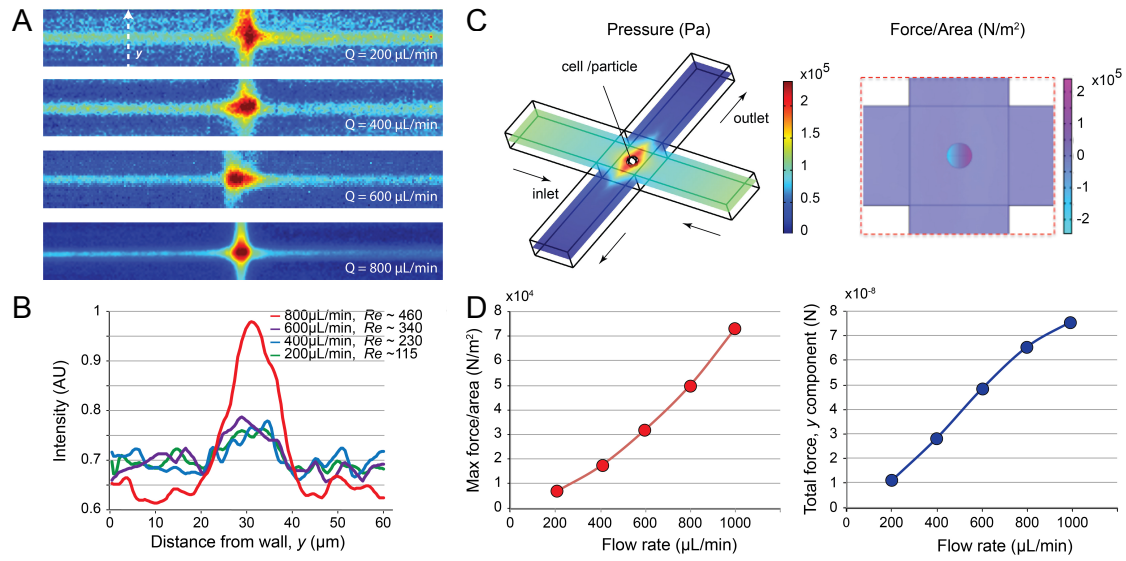 A
y
Q = 200 µL/min
Q = 400 µL/min
Q = 600 µL/min
Q = 800 µL/min
B
1
0.9
0.8
0.7
0.6
Intensity (AU)
0 10 20 30 40 50 60
Distance from wall, y (µm)
800µL/min, Re ~ 460
600µL/min, Re ~ 340
400µL/min, Re ~ 230
200µL/min, Re ~115
C
Pressure (Pa)
cell /particle
outlet
inlet
x10⁵
2
1.5
1
0.5
0
Force/Area (N/m²)
x10⁵
2
1
0
-1
-2
D
x10⁴
8
7
6
5
4
3
2
1
0
Max force/area (N/m²)
0 200 400 600 800 1000
Flow rate (µL/min)
x10⁻⁸
8
7
6
5
4
3
2
1
0
Total force, y component (N)
0 200 400 600 800 1000
Flow rate (µL/min)